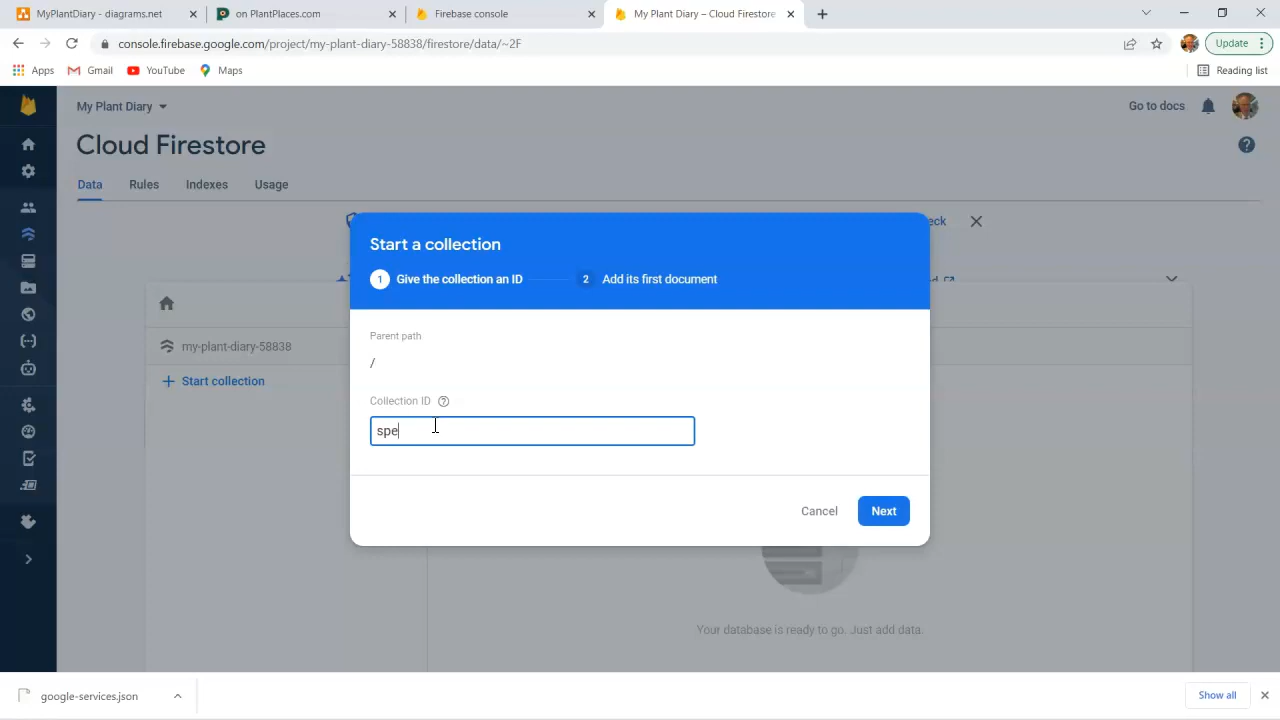 MyPlantDiary - diagrams.net
on PlantPlaces.com
Firebase console
My Plant Diary – Cloud Firestore
console.firebase.google.com/project/my-plant-diary-58838/firestore/data/~2F
Update
Apps
Gmail
YouTube
Maps
Reading list
My Plant Diary
Go to docs
Cloud Firestore
Data
Rules
Indexes
Usage
eck
Start a collection
1 Give the collection an ID
2 Add its first document
Parent path
/
Collection ID
spe
Cancel
Next
my-plant-diary-58838
Start collection
Your database is ready to go. Just add data.
google-services.json
Show all